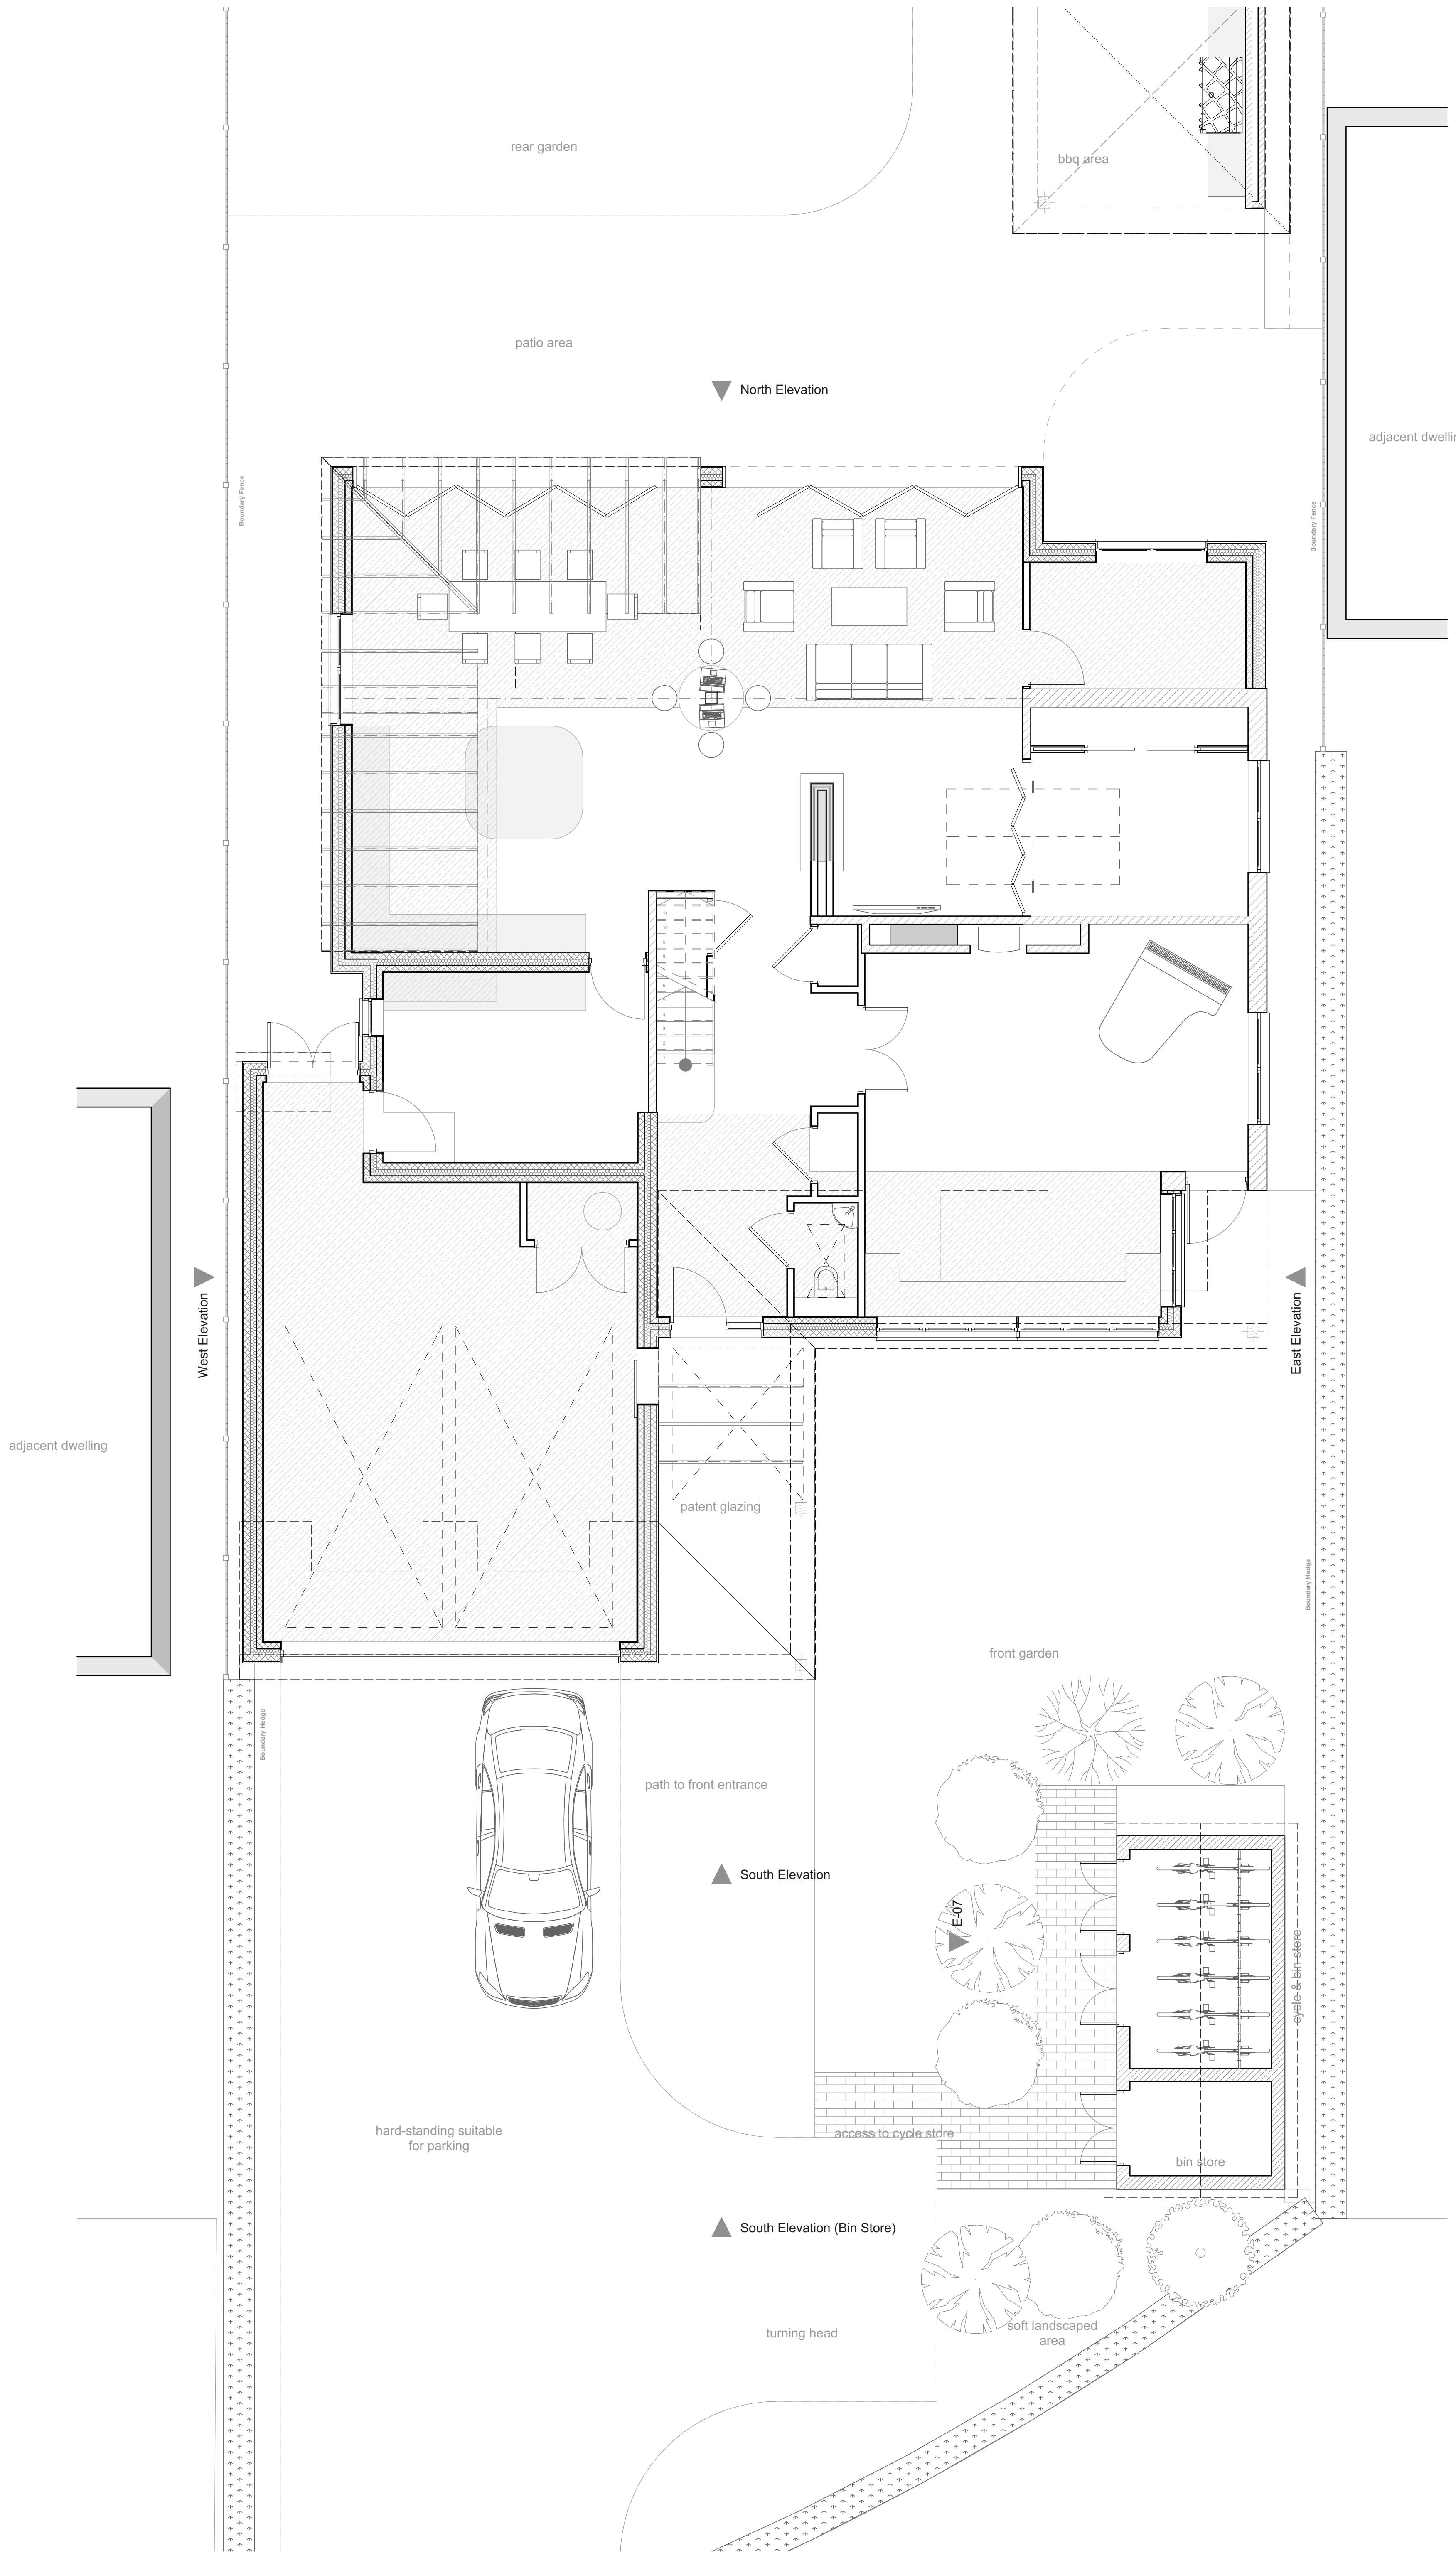 rear garden
bbq area
patio area
North Elevation
adjacent dwellin
Boundary Fence
Boundary Fence
West Elevation
East Elevation
adjacent dwelling
patent glazing
Boundary Hedge
front garden
Boundary Hedge
path to front entrance
South Elevation
E-07
cycle & bin store
hard-standing suitable
for parking
access to cycle store
bin store
South Elevation (Bin Store)
turning head
soft landscaped
area